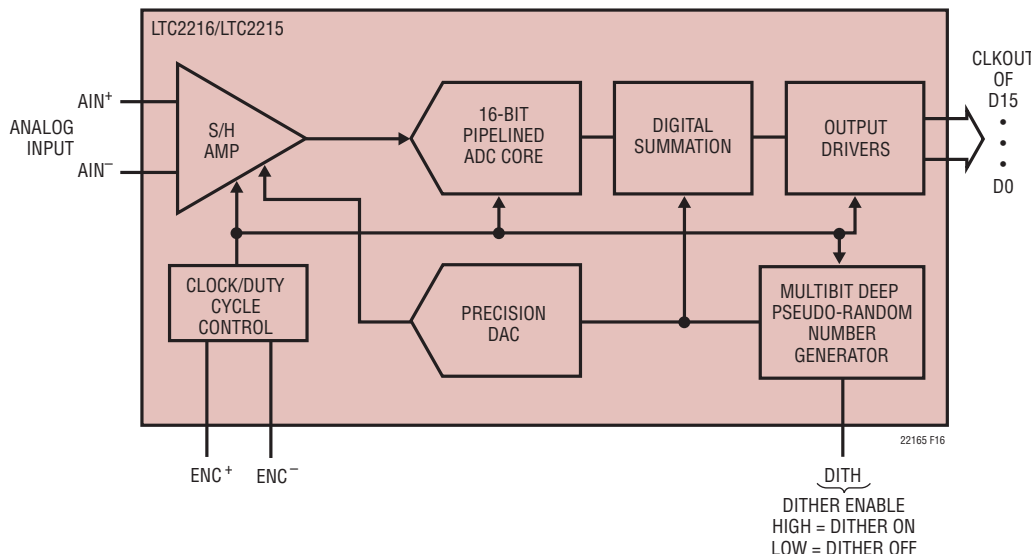 LTC2216/LTC2215
AIN+
ANALOG
INPUT
AIN–
S/H
AMP
16-BIT
PIPELINED
ADC CORE
DIGITAL
SUMMATION
OUTPUT
DRIVERS
CLKOUT
OF
D15
•
•
•
D0
CLOCK/DUTY
CYCLE
CONTROL
PRECISION
DAC
MULTIBIT DEEP
PSEUDO-RANDOM
NUMBER
GENERATOR
22165 F16
ENC+
ENC–
DITH
DITHER ENABLE
HIGH = DITHER ON
LOW = DITHER OFF